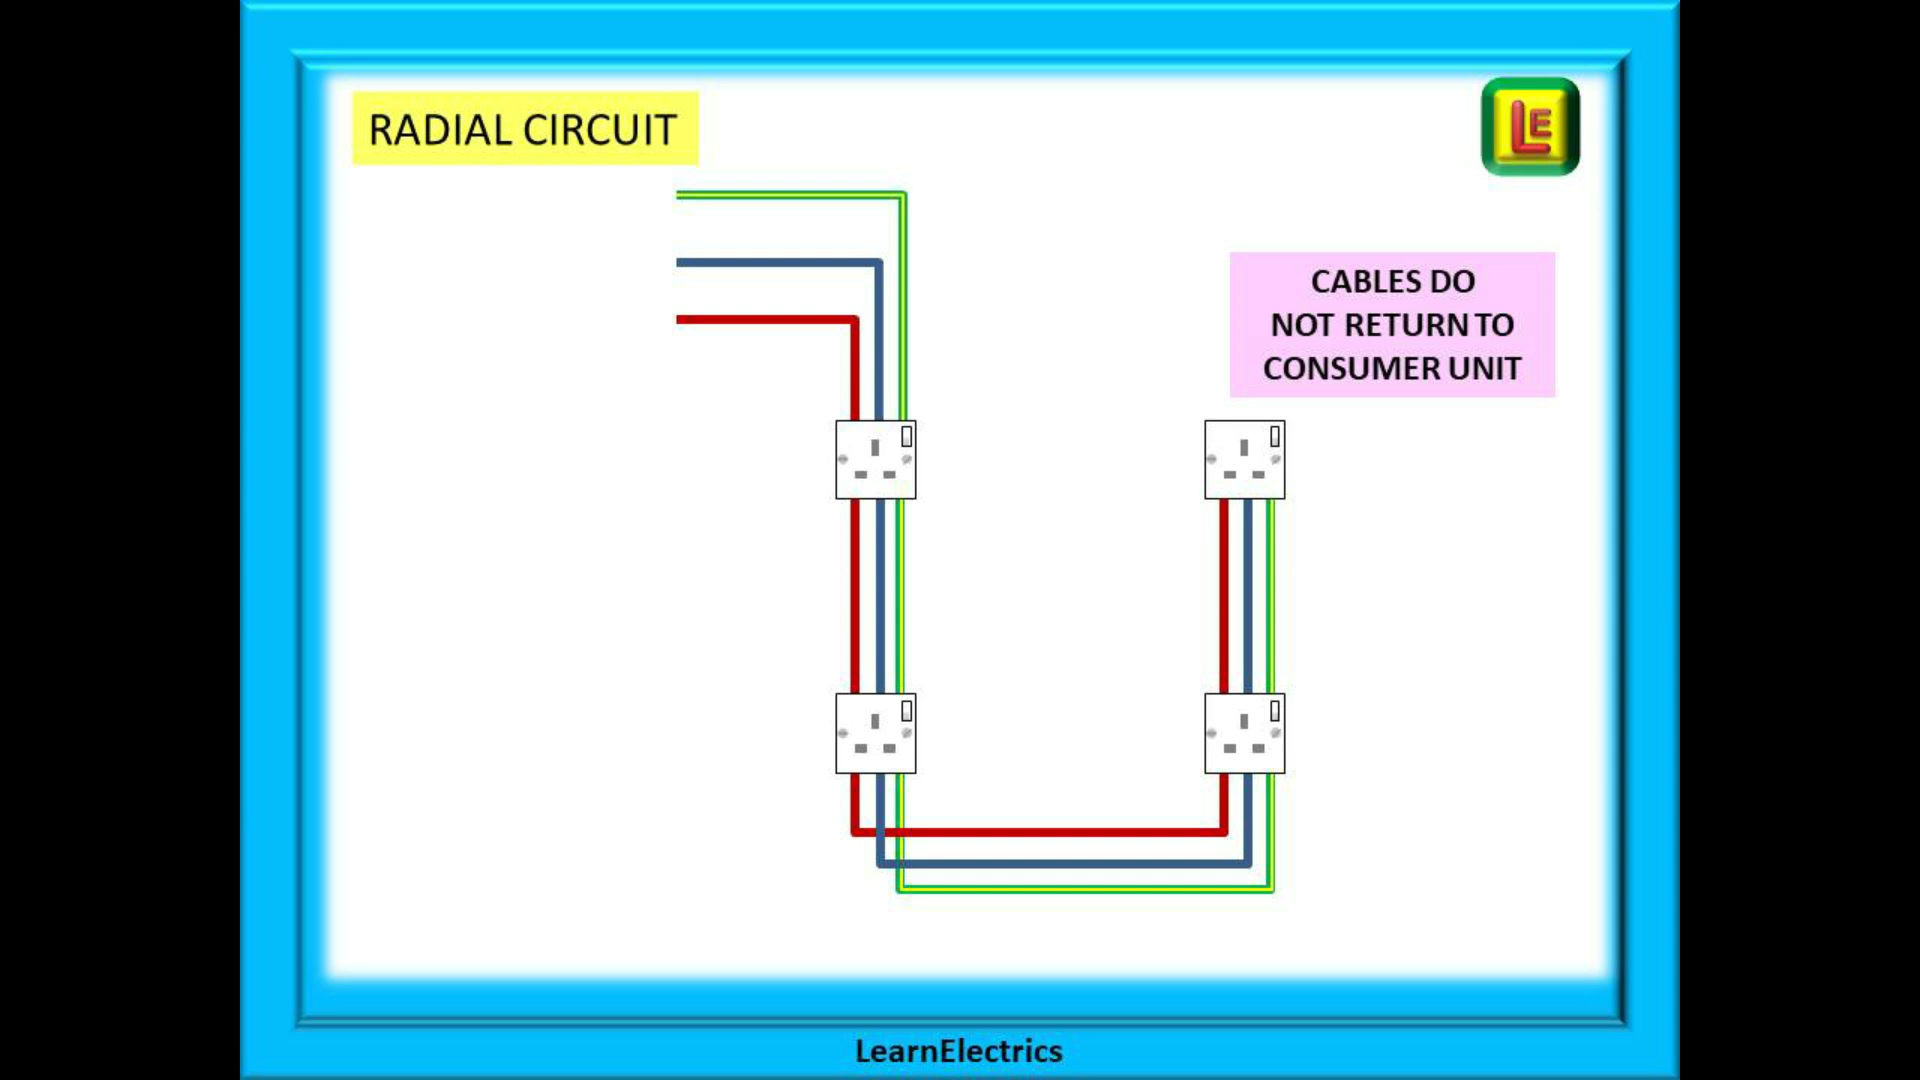 RADIAL CIRCUIT
LE
CABLES DO
NOT RETURN TO
CONSUMER UNIT
LearnElectrics